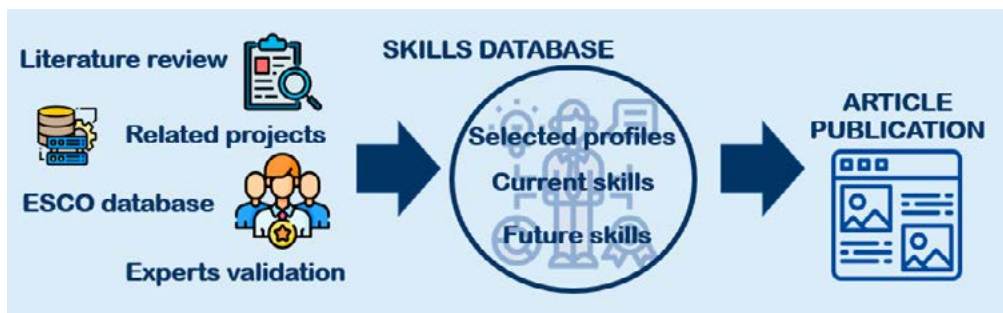 Literature review
Related projects
ESCO database
Experts validation
SKILLS DATABASE
Selected profiles
Current skills
Future skills
ARTICLE
PUBLICATION